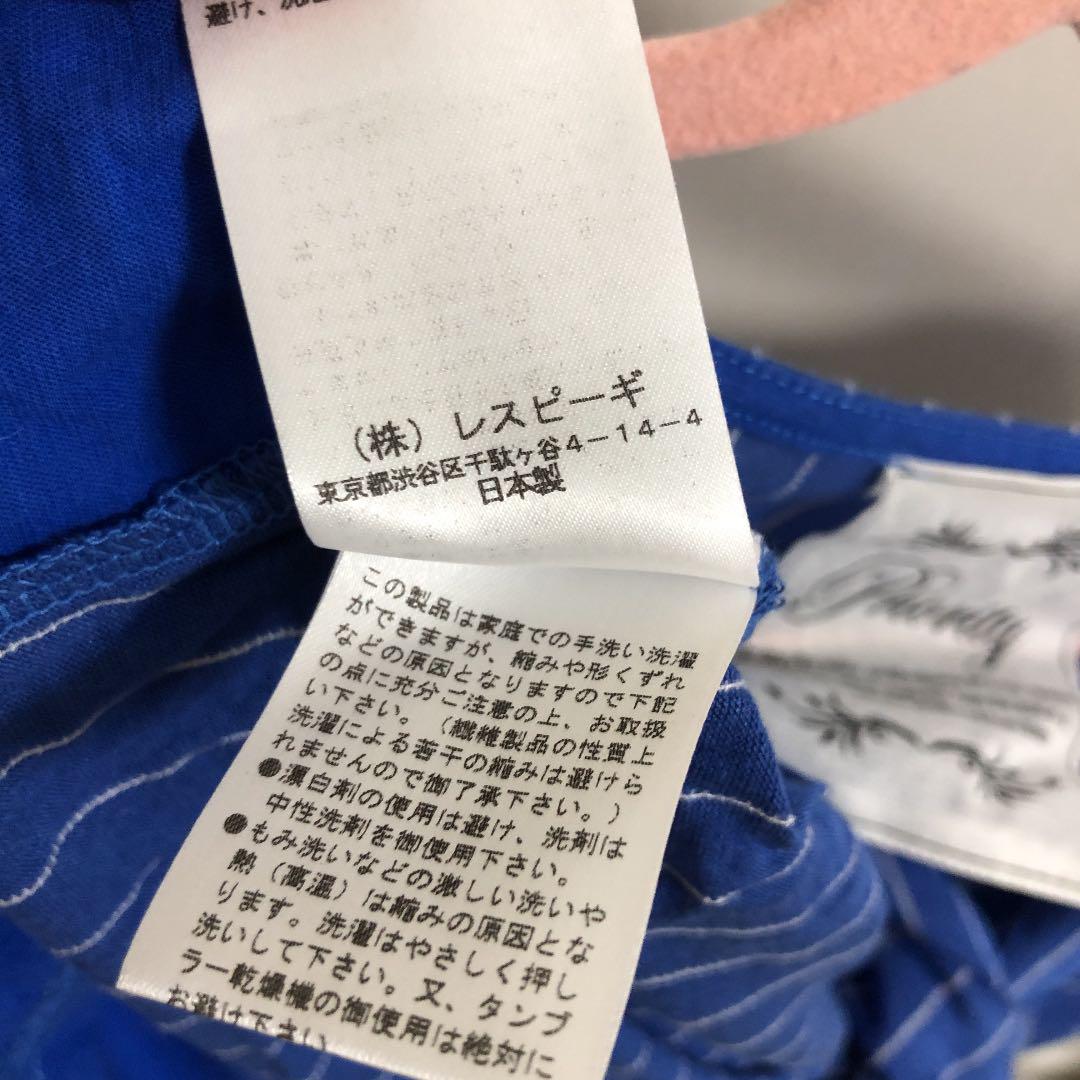 避け、洗
(株) レスピーギ
東京都渋谷区千駄ヶ谷4-14-4
日本製
この製品は家庭での手洗い洗濯
ができますが、縮みや形くずれ
などの原因となりますので下記
の点に充分ご注意の上、お取扱
い下さい。(繊維製品の性質上
洗濯による若干の縮みは避けら
れませんので御了承下さい。)
●漂白剤の使用は避け、洗剤は
中性洗剤を御使用下さい。
●もみ洗いなどの激しい洗いや
熱(高温)は縮みの原因とな
ります。洗濯はやさしく押し
洗いして下さい。又、タンブ
ラー乾燥機の御使用は絶対に
お避け下さい